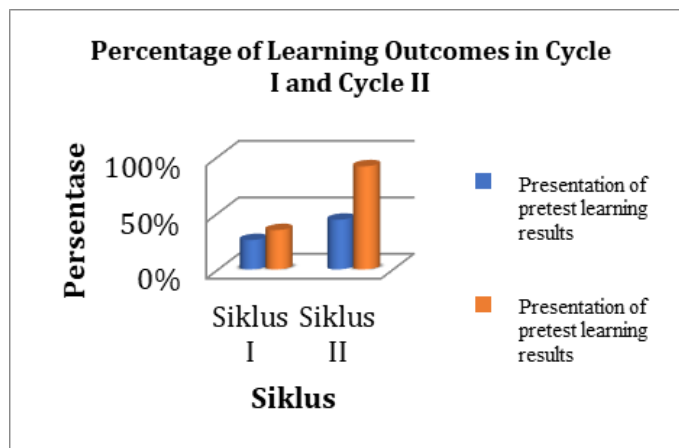 Percentage of Learning Outcomes in Cycle
I and Cycle II
Persentase
100%
50%
0%
Siklus Siklus
I II
Siklus
Presentation of
pretest learning
results
Presentation of
pretest learning
results